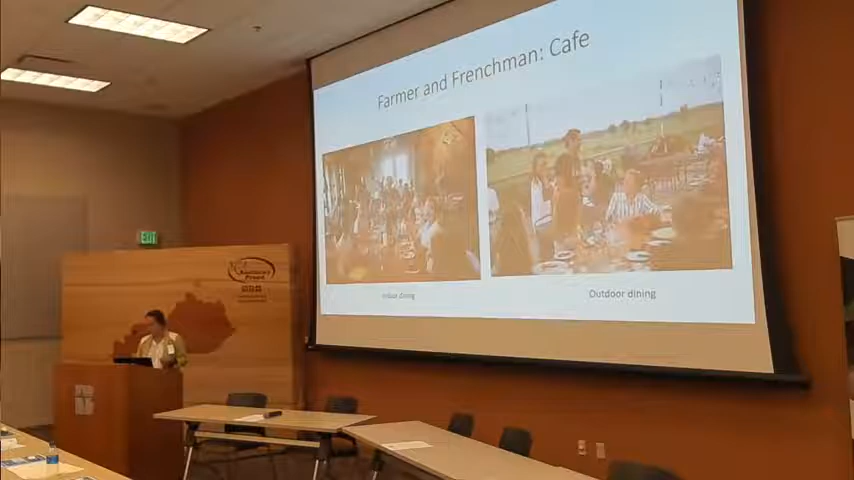 Farmer and Frenchman: Cafe
Indoor dining
Outdoor dining
EXIT
Kentucky
Proud